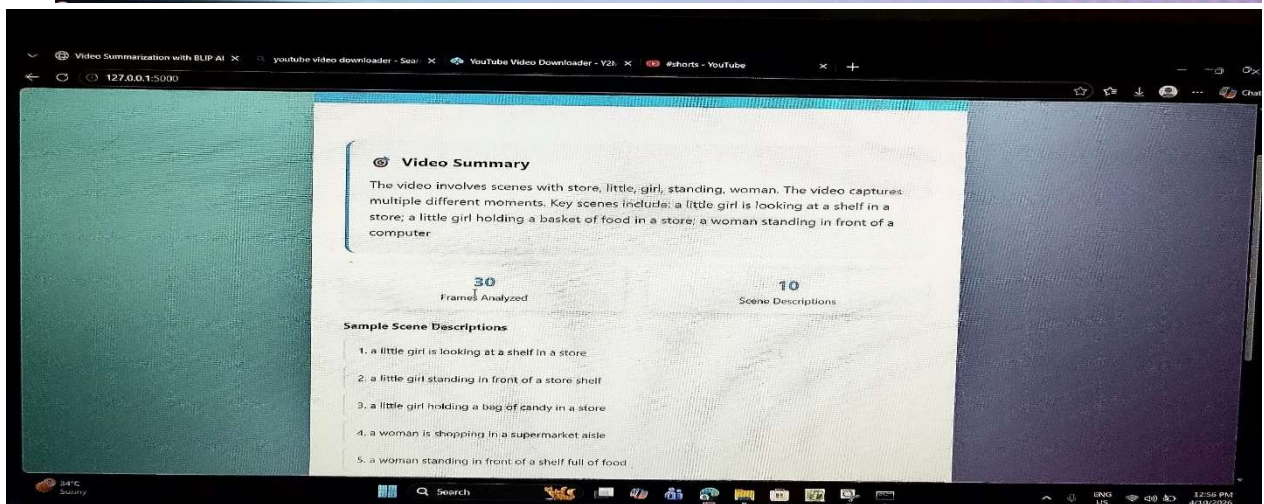 Video Summarization with BLIP AI
youtube video downloader - Sear
YouTube Video Downloader - Y2
#shorts - YouTube
127.0.0.1:5000
Chat
Video Summary
The video involves scenes with store, little, girl, standing, woman. The video captures
multiple different moments. Key scenes include: a little girl is looking at a shelf in a
store; a little girl holding a basket of food in a store; a woman standing in front of a
computer
30
Frames Analyzed
10
Scene Descriptions
Sample Scene Descriptions
1. a little girl is looking at a shelf in a store
2. a little girl standing in front of a store shelf
3. a little girl holding a bag of candy in a store
4. a woman is shopping in a supermarket aisle
5. a woman standing in front of a shelf full of food
34°C
Sunny
Search
ENG
US
12:56 PM
4/10/2026